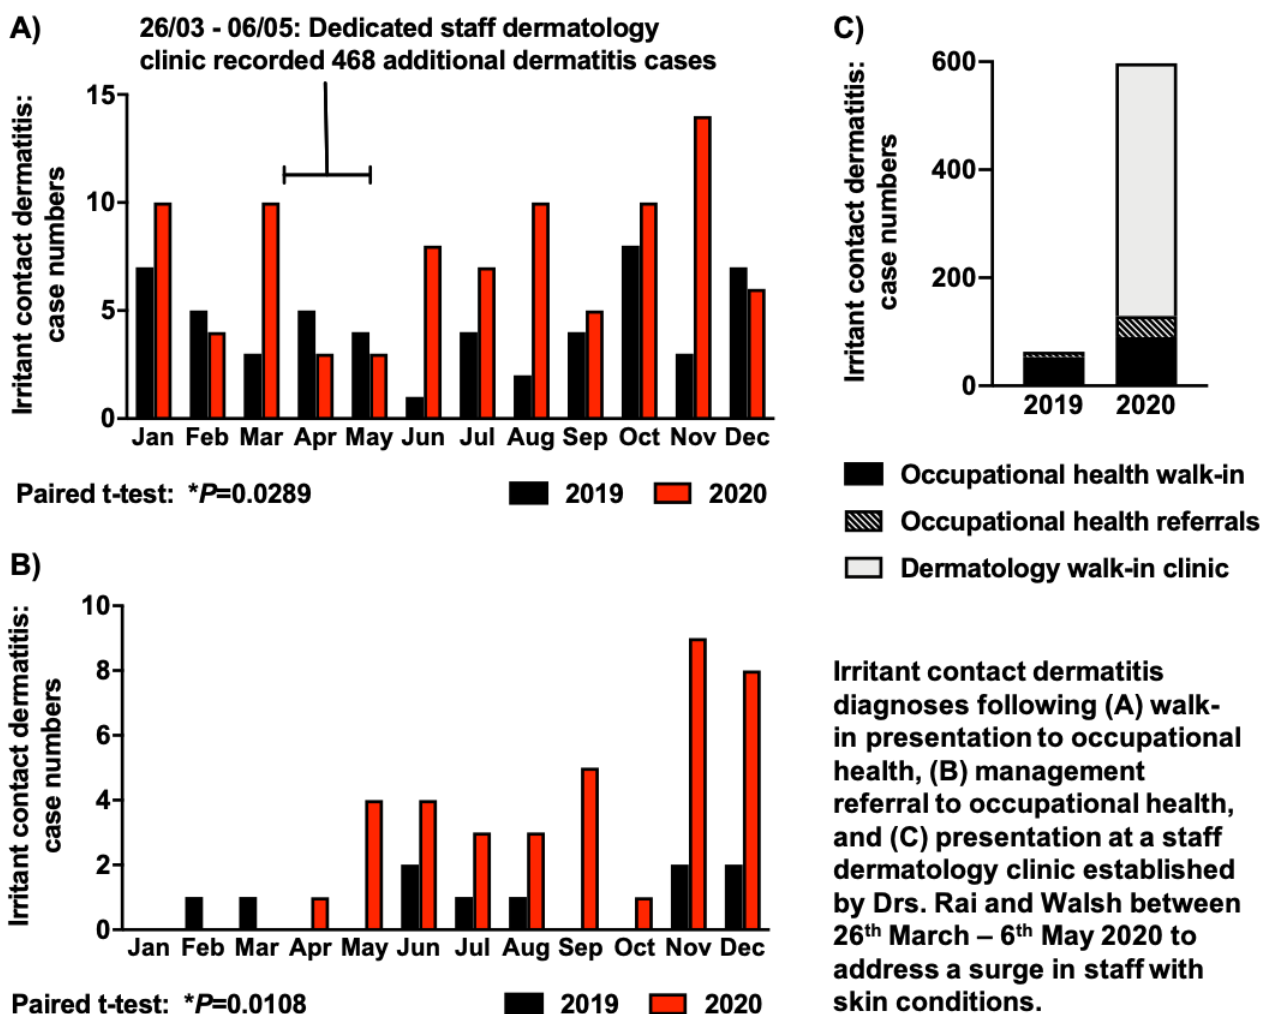 A)
26/03 - 06/05: Dedicated staff dermatology
clinic recorded 468 additional dermatitis cases
Irritant contact dermatitis:
case numbers
15
10
5
0
Jan Feb Mar Apr May Jun Jul Aug Sep Oct Nov Dec
Paired t-test: *P=0.0289
2019 2020
B)
Irritant contact dermatitis:
case numbers
10
8
6
4
2
0
Jan Feb Mar Apr May Jun Jul Aug Sep Oct Nov Dec
Paired t-test: *P=0.0108
2019 2020
C)
Irritant contact dermatitis:
case numbers
600
400
200
0
2019 2020
Occupational health walk-in
Occupational health referrals
Dermatology walk-in clinic
Irritant contact dermatitis
diagnoses following (A) walk-
in presentation to occupational
health, (B) management
referral to occupational health,
and (C) presentation at a staff
dermatology clinic established
by Drs. Rai and Walsh between
26th March – 6th May 2020 to
address a surge in staff with
skin conditions.